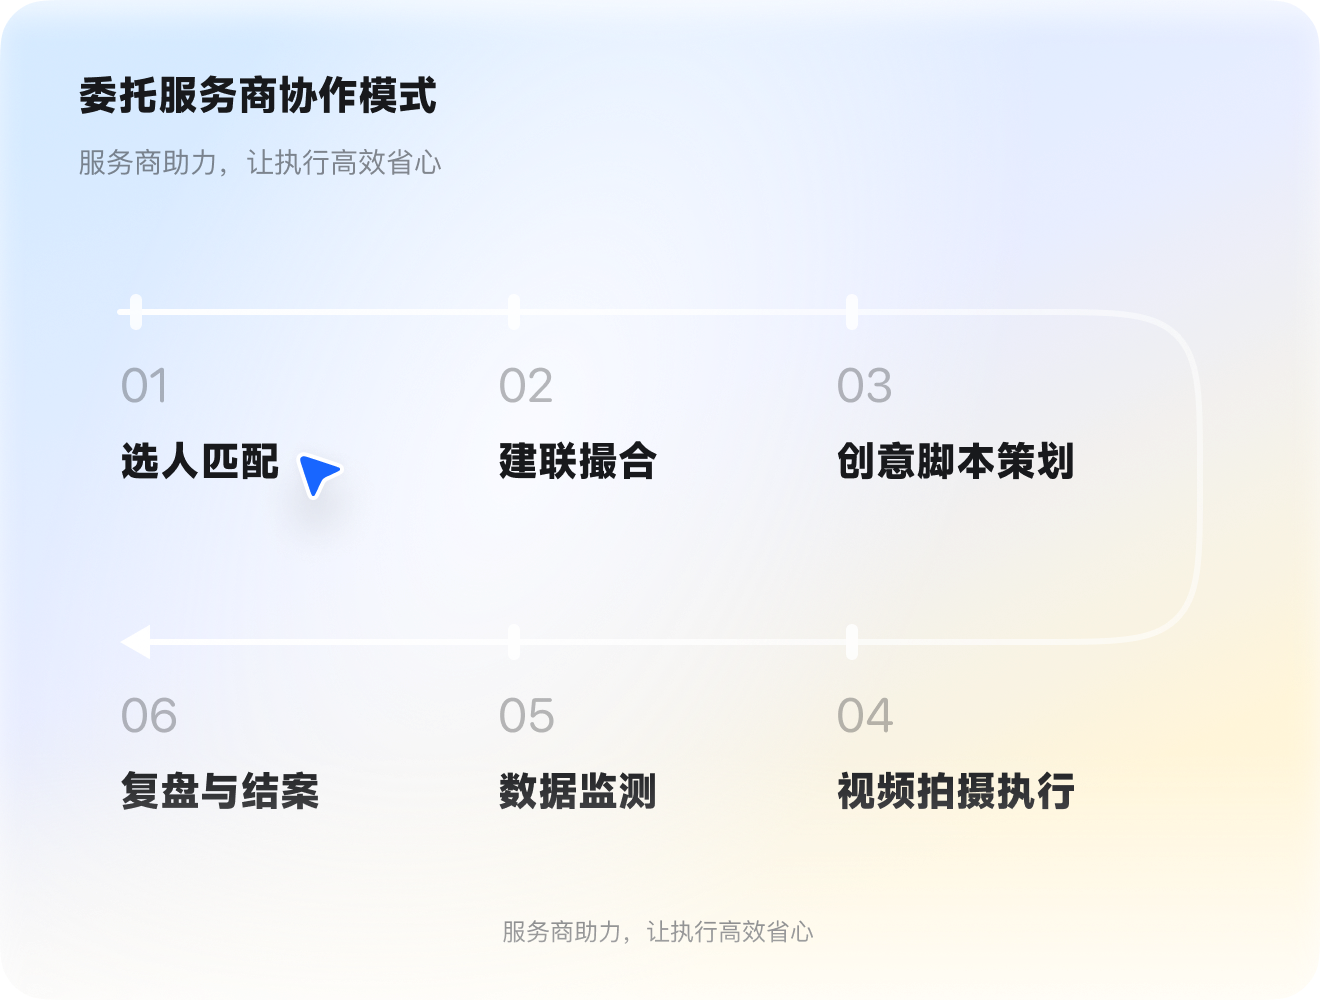 委托服务商协作模式
服务商助力，让执行高效省心
01
选人匹配
02
建联撮合
03
创意脚本策划
04
视频拍摄执行
05
数据监测
06
复盘与结案
服务商助力，让执行高效省心